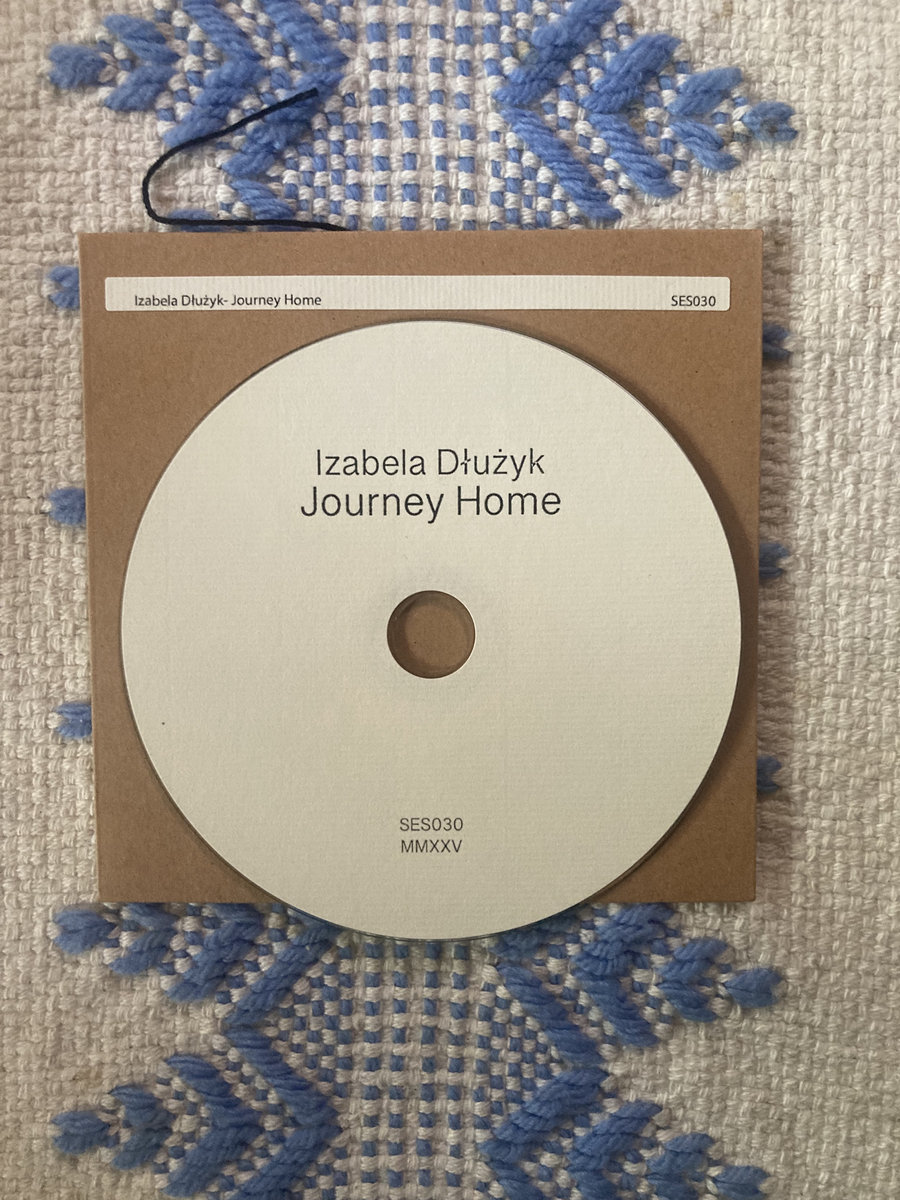 Izabela Dłużyk- Journey Home SES030
Izabela Dłużyk
Journey Home
SES030
MMXXV